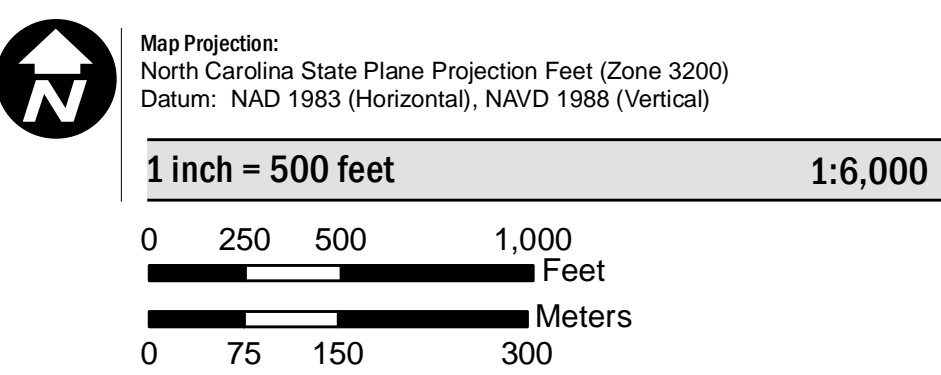 N
Map Projection:
North Carolina State Plane Projection Feet (Zone 3200)
Datum: NAD 1983 (Horizontal), NAVD 1988 (Vertical)
1 inch = 500 feet 1:6,000
0 250 500 1,000
Feet
Meters
0 75 150 300